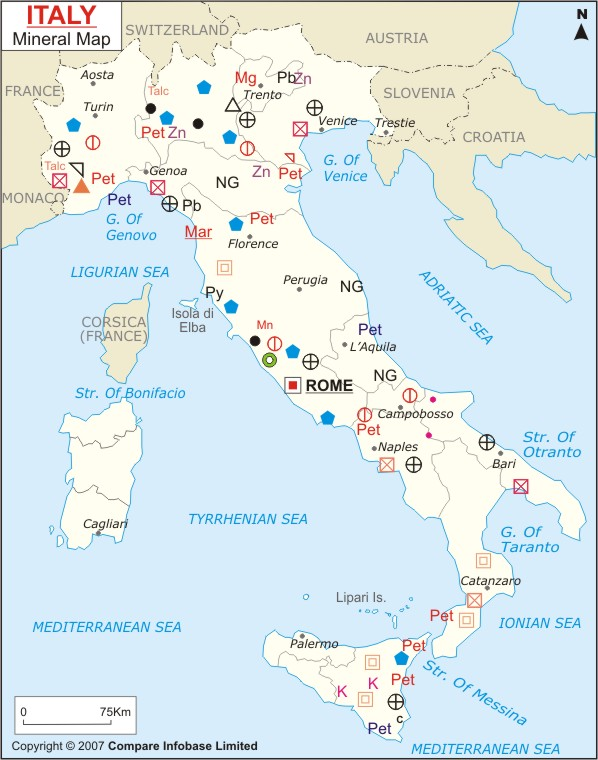 ITALY
Mineral Map
SWITZERLAND
AUSTRIA
N
FRANCE
Aosta
Turin
Talc
Mg
Trento
Pb
Zn
SLOVENIA
CROATIA
Pet
Zn
Venice
Trestie
Talc
Pet
Genoa
MONACO
Zn
Pet
G. Of
Venice
NG
Pet
Pb
G. Of
Genovo
Mar
Pet
Florence
LIGURIAN SEA
Perugia
NG
ADRIATIC SEA
Py
Isola di
Elba
CORSICA
(FRANCE)
Mn
Pet
L'Aquila
NG
ROME
Str. Of Bonifacio
Campobosso
Pet
Naples
Bari
Str. Of
Otranto
TYRRHENIAN SEA
Cagliari
G. Of
Taranto
Catanzaro
Lipari Is.
Pet
IONIAN SEA
MEDITERRANEAN SEA
Palermo
Pet
Pet
K
K
Str. Of Messina
c
Pet
0
75Km
Copyright © 2007 Compare Infobase Limited
MEDITERRANEAN SEA